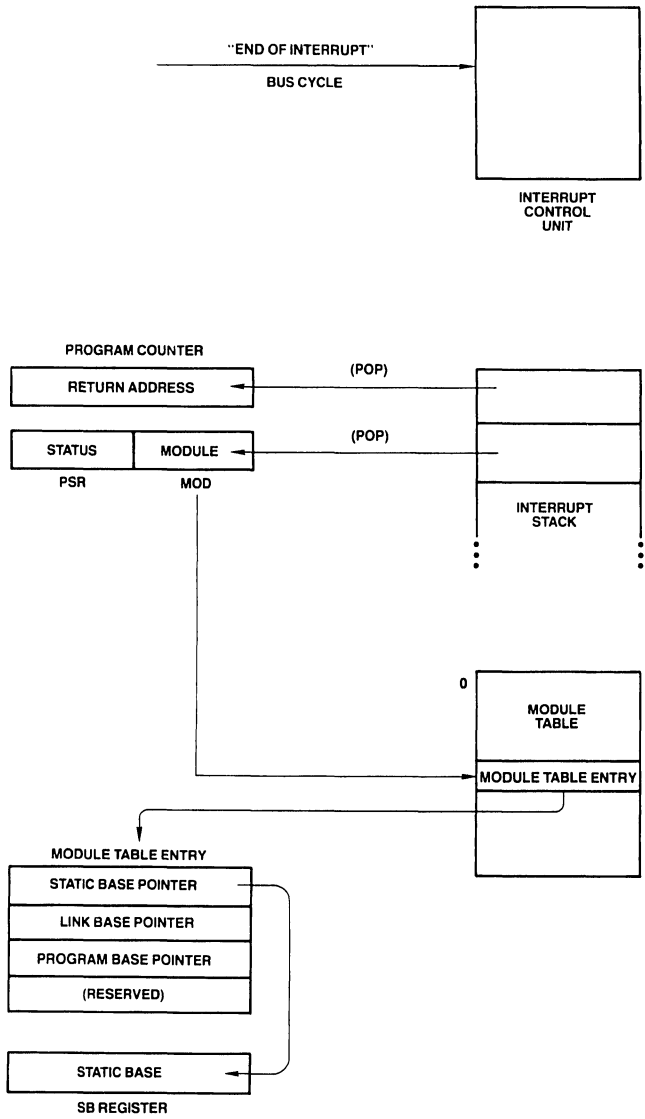 "END OF INTERRUPT"
BUS CYCLE
INTERRUPT
CONTROL
UNIT
PROGRAM COUNTER
RETURN ADDRESS
(POP)
STATUS
MODULE
(POP)
PSR
MOD
INTERRUPT
STACK
0
MODULE
TABLE
MODULE TABLE ENTRY
MODULE TABLE ENTRY
STATIC BASE POINTER
LINK BASE POINTER
PROGRAM BASE POINTER
(RESERVED)
STATIC BASE
SB REGISTER